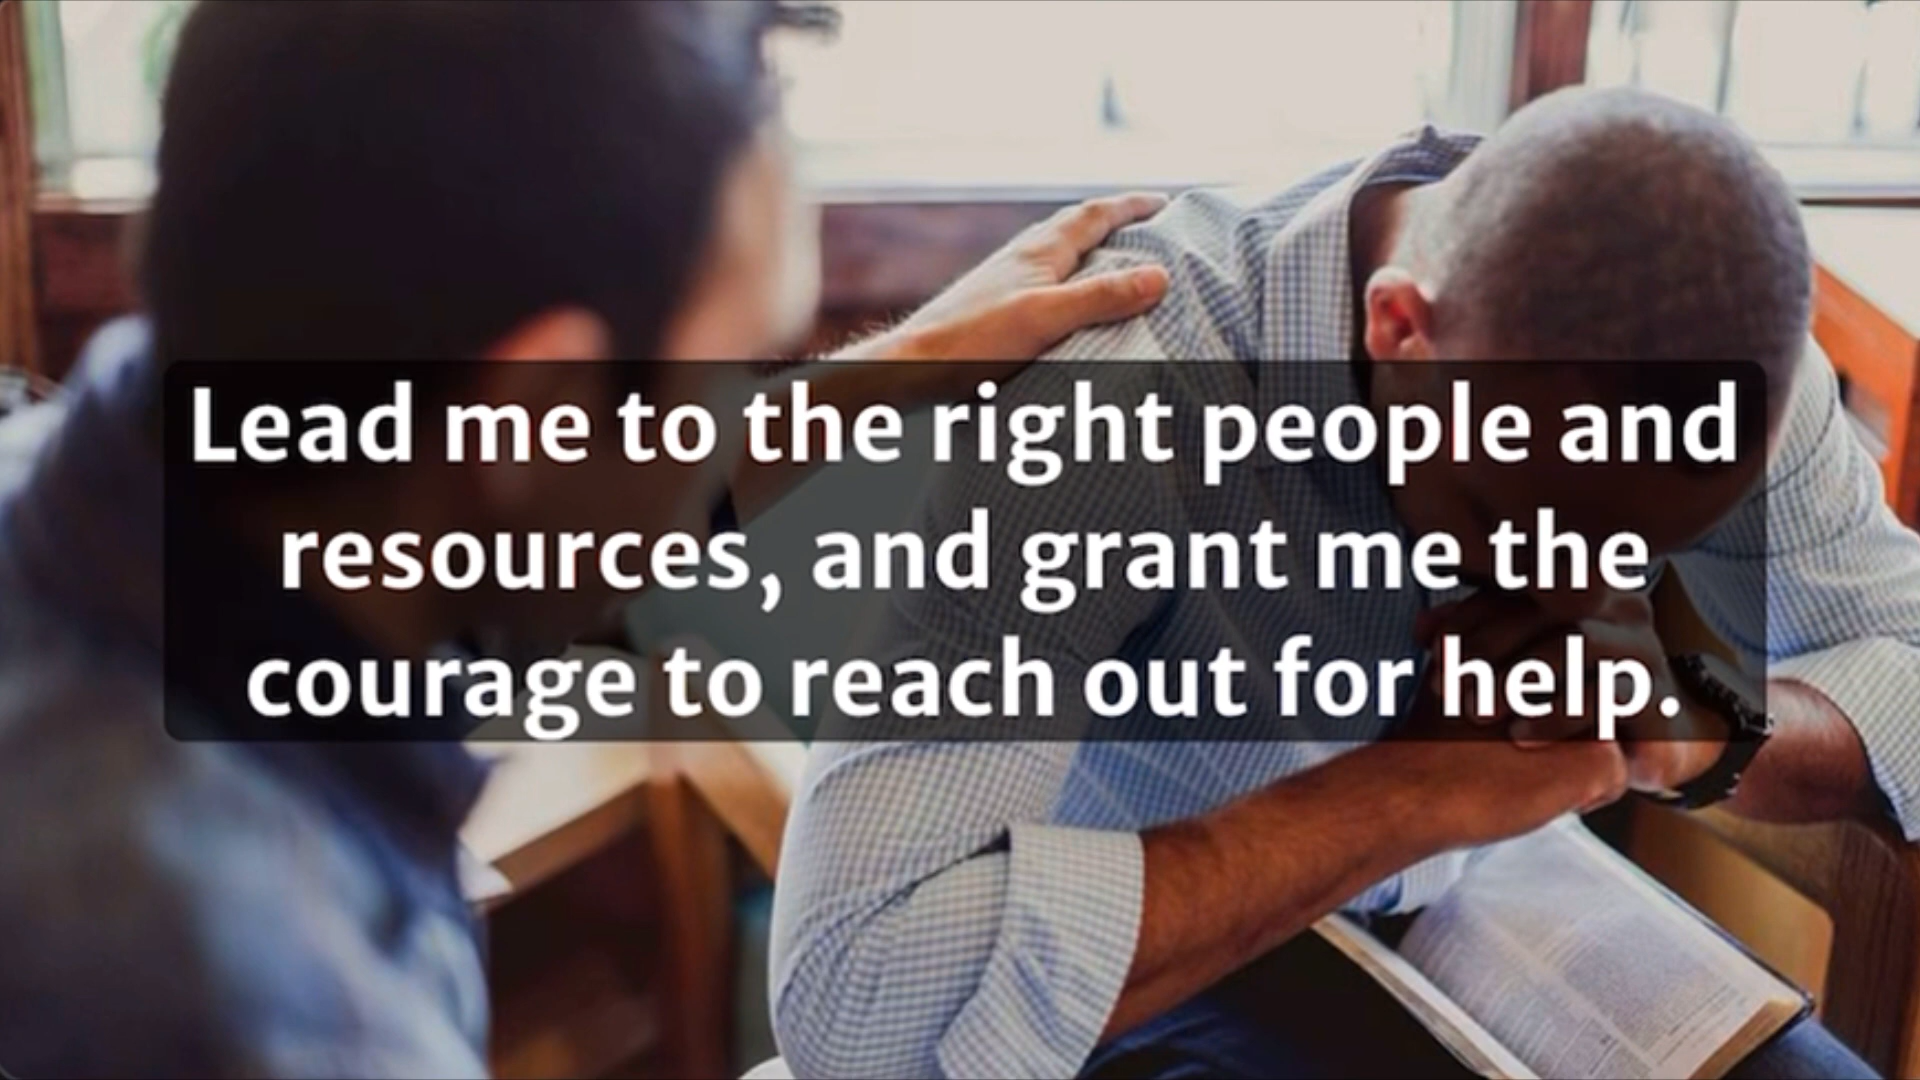 Lead me to the right people and
resources, and grant me the
courage to reach out for help.